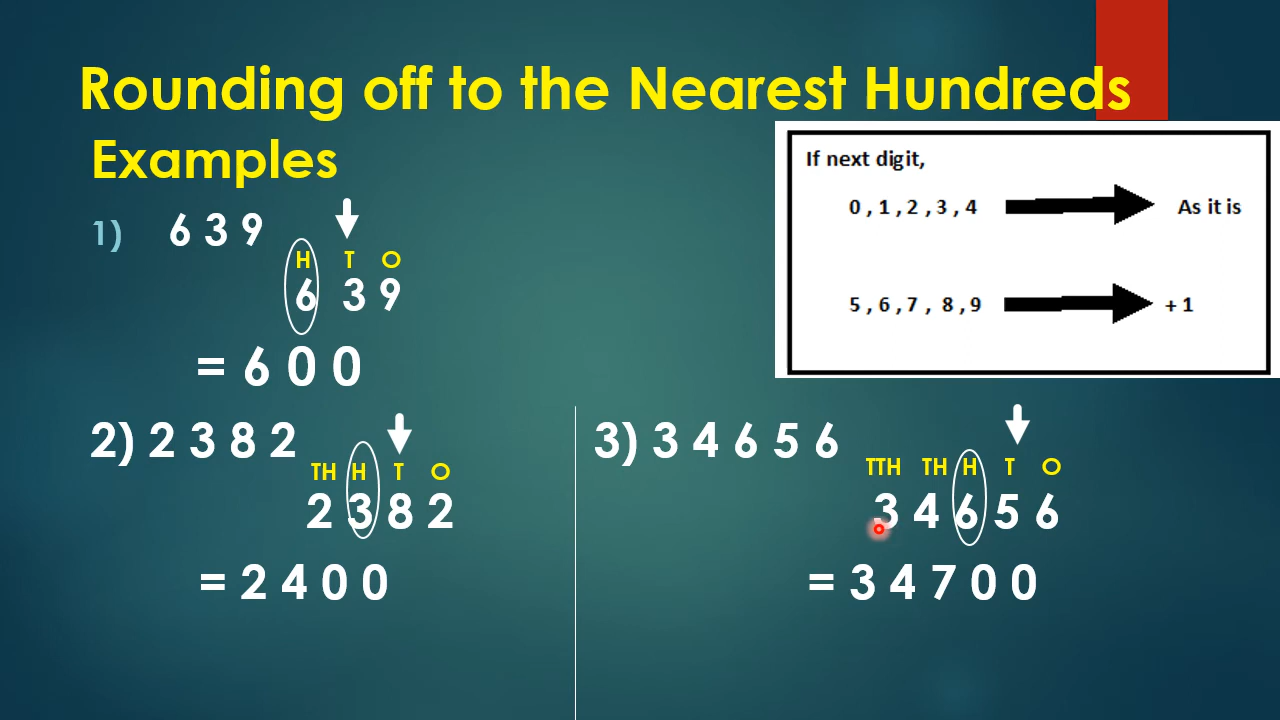 Rounding off to the Nearest Hundreds
Examples
If next digit,
0 , 1 , 2 , 3 , 4 As it is
5 , 6 , 7 , 8 , 9 + 1
1) 6 3 9
H T O
6 3 9
= 6 0 0
2) 2 3 8 2
TH H T O
2 3 8 2
= 2 4 0 0
3) 3 4 6 5 6
TTH TH H T O
3 4 6 5 6
= 3 4 7 0 0